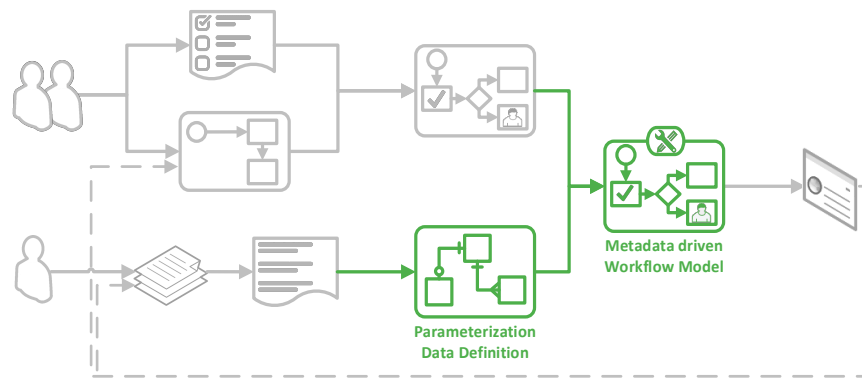 Metadata driven
Workflow Model
Parameterization
Data Definition